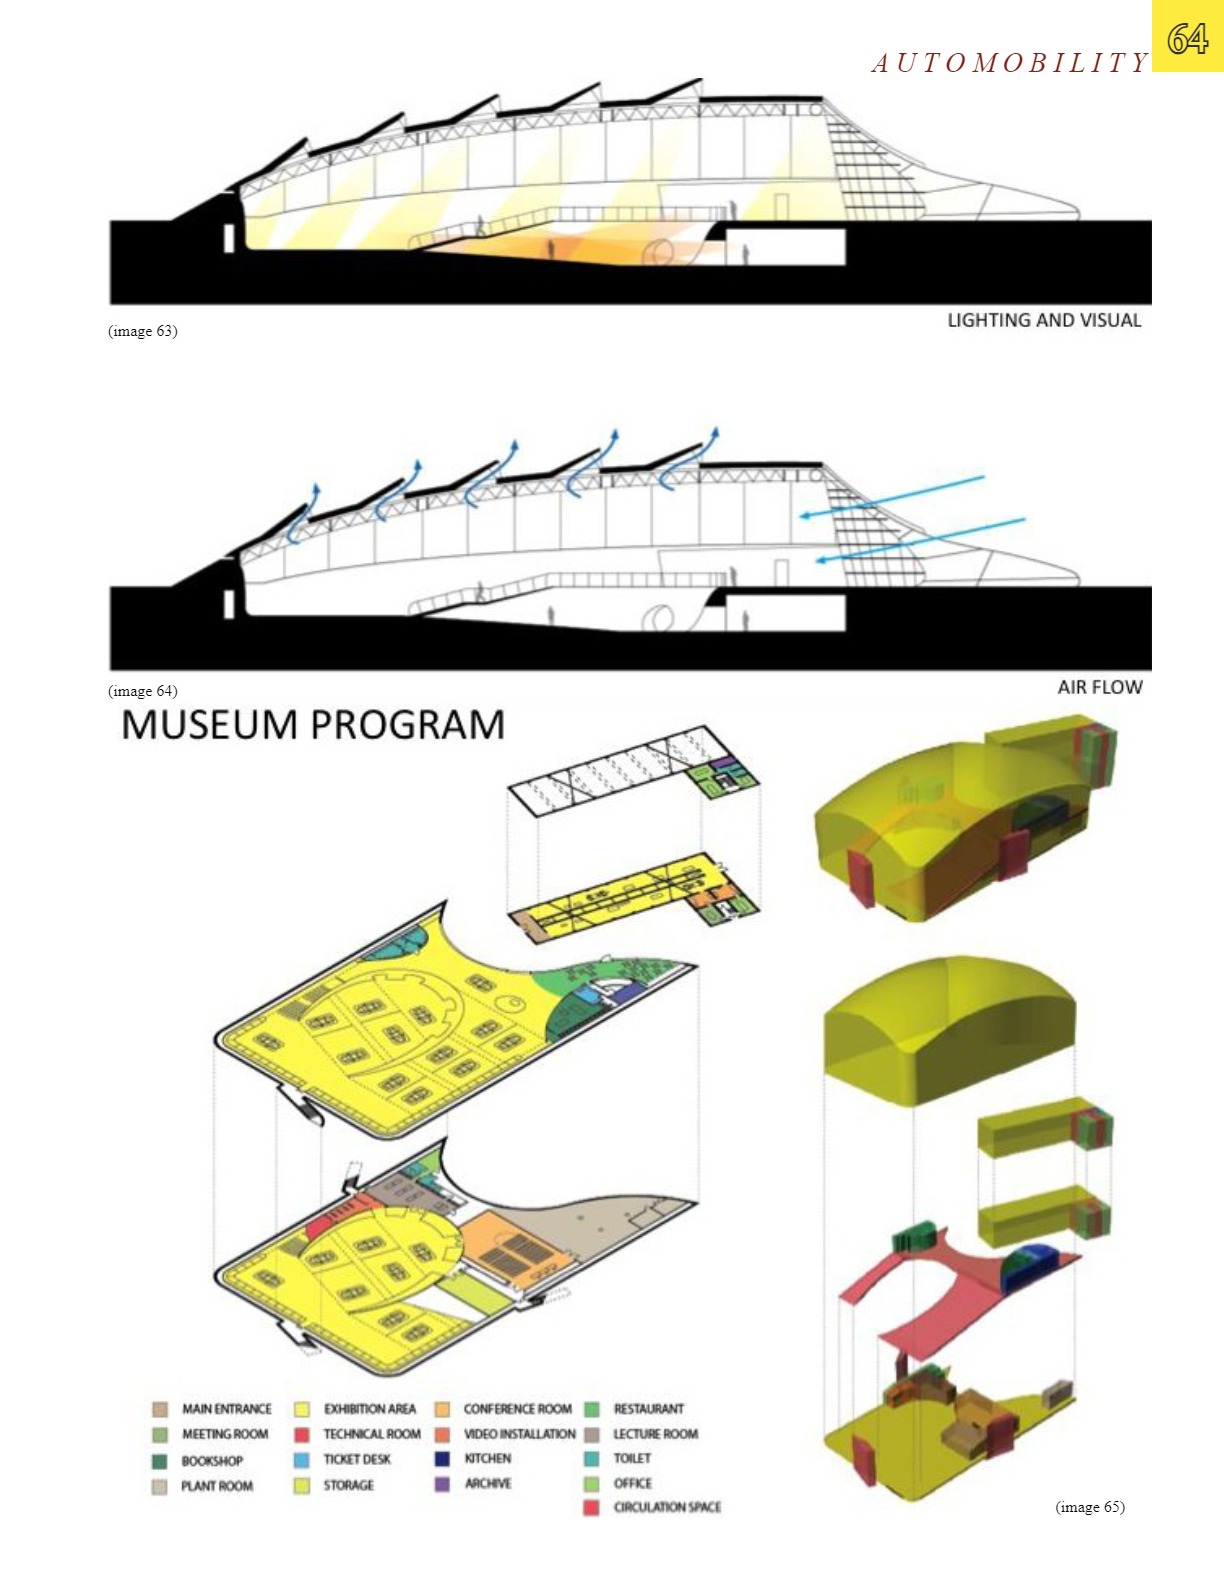 64
AUTOMOBILITY
LIGHTING AND VISUAL
(image 63)
(image 64)
AIR FLOW
MUSEUM PROGRAM
MAIN ENTRANCE
EXHIBITION AREA
CONFERENCE ROOM
RESTAURANT
MEETING ROOM
TECHNICAL ROOM
VIDEO INSTALLATION
LECTURE ROOM
BOOKSHOP
TICKET DESK
KITCHEN
TOILET
PLANT ROOM
STORAGE
ARCHIVE
OFFICE
CIRCULATION SPACE
(image 65)